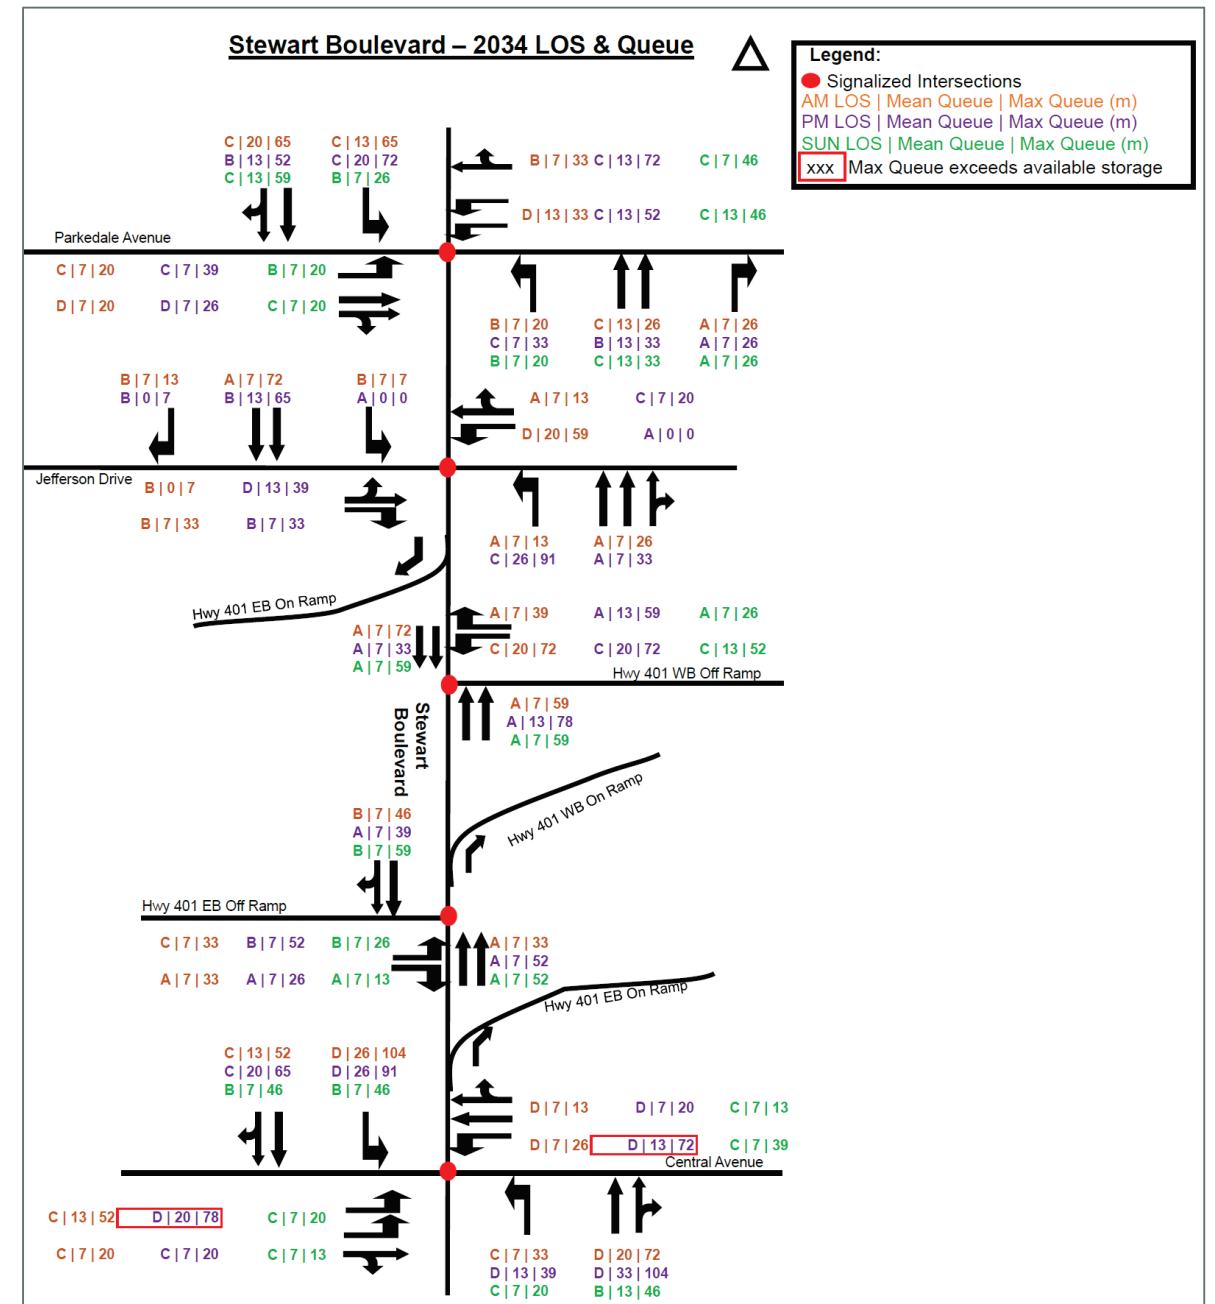 Stewart Boulevard – 2034 LOS & Queue
Legend:
Signalized Intersections
AM LOS | Mean Queue | Max Queue (m)
PM LOS | Mean Queue | Max Queue (m)
SUN LOS | Mean Queue | Max Queue (m)
xxx Max Queue exceeds available storage
C | 20 | 65 C | 13 | 65
B | 13 | 52 C | 20 | 72
C | 13 | 59 B | 7 | 26
B | 7 | 33 C | 13 | 72 C | 7 | 46
D | 13 | 33 C | 13 | 52 C | 13 | 46
Parkedale Avenue
C | 7 | 20 C | 7 | 39 B | 7 | 20
D | 7 | 20 D | 7 | 26 C | 7 | 20
B | 7 | 20 C | 13 | 26 A | 7 | 26
C | 7 | 33 B | 13 | 33 A | 7 | 26
B | 7 | 20 C | 13 | 33 A | 7 | 26
B | 7 | 13 A | 7 | 72 B | 7 | 7
B | 0 | 7 B | 13 | 65 A | 0 | 0
A | 7 | 13 C | 7 | 20
D | 20 | 59 A | 0 | 0
Jefferson Drive
B | 0 | 7 D | 13 | 39
B | 7 | 33 B | 7 | 33
A | 7 | 13 A | 7 | 26
C | 26 | 91 A | 7 | 33
Hwy 401 EB On Ramp
A | 7 | 39 A | 13 | 59 A | 7 | 26
C | 20 | 72 C | 20 | 72 C | 13 | 52
A | 7 | 72
A | 7 | 33
A | 7 | 59
Hwy 401 WB Off Ramp
A | 7 | 59
A | 13 | 78
A | 7 | 59
Stewart
Boulevard
Hwy 401 WB On Ramp
B | 7 | 46
A | 7 | 39
B | 7 | 59
Hwy 401 EB Off Ramp
C | 7 | 33 B | 7 | 52 B | 7 | 26
A | 7 | 33 A | 7 | 26 A | 7 | 13
A | 7 | 33
A | 7 | 52
A | 7 | 52
Hwy 401 EB On Ramp
C | 13 | 52 D | 26 | 104
C | 20 | 65 D | 26 | 91
B | 7 | 46 B | 7 | 46
D | 7 | 13 D | 7 | 20 C | 7 | 13
D | 7 | 26 D | 13 | 72 C | 7 | 39
Central Avenue
C | 13 | 52 D | 20 | 78 C | 7 | 20
C | 7 | 20 C | 7 | 20 C | 7 | 13
C | 7 | 33 D | 20 | 72
D | 13 | 39 D | 33 | 104
C | 7 | 20 B | 13 | 46